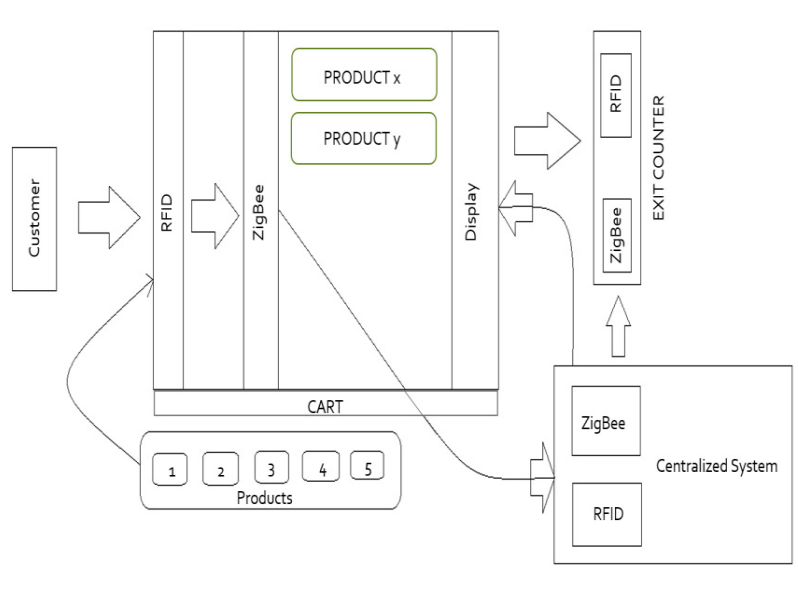 Customer
RFID
ZigBee
PRODUCT x
PRODUCT y
Display
CART
RFID
ZigBee
EXIT COUNTER
1 2 3 4 5
Products
ZigBee
RFID
Centralized System